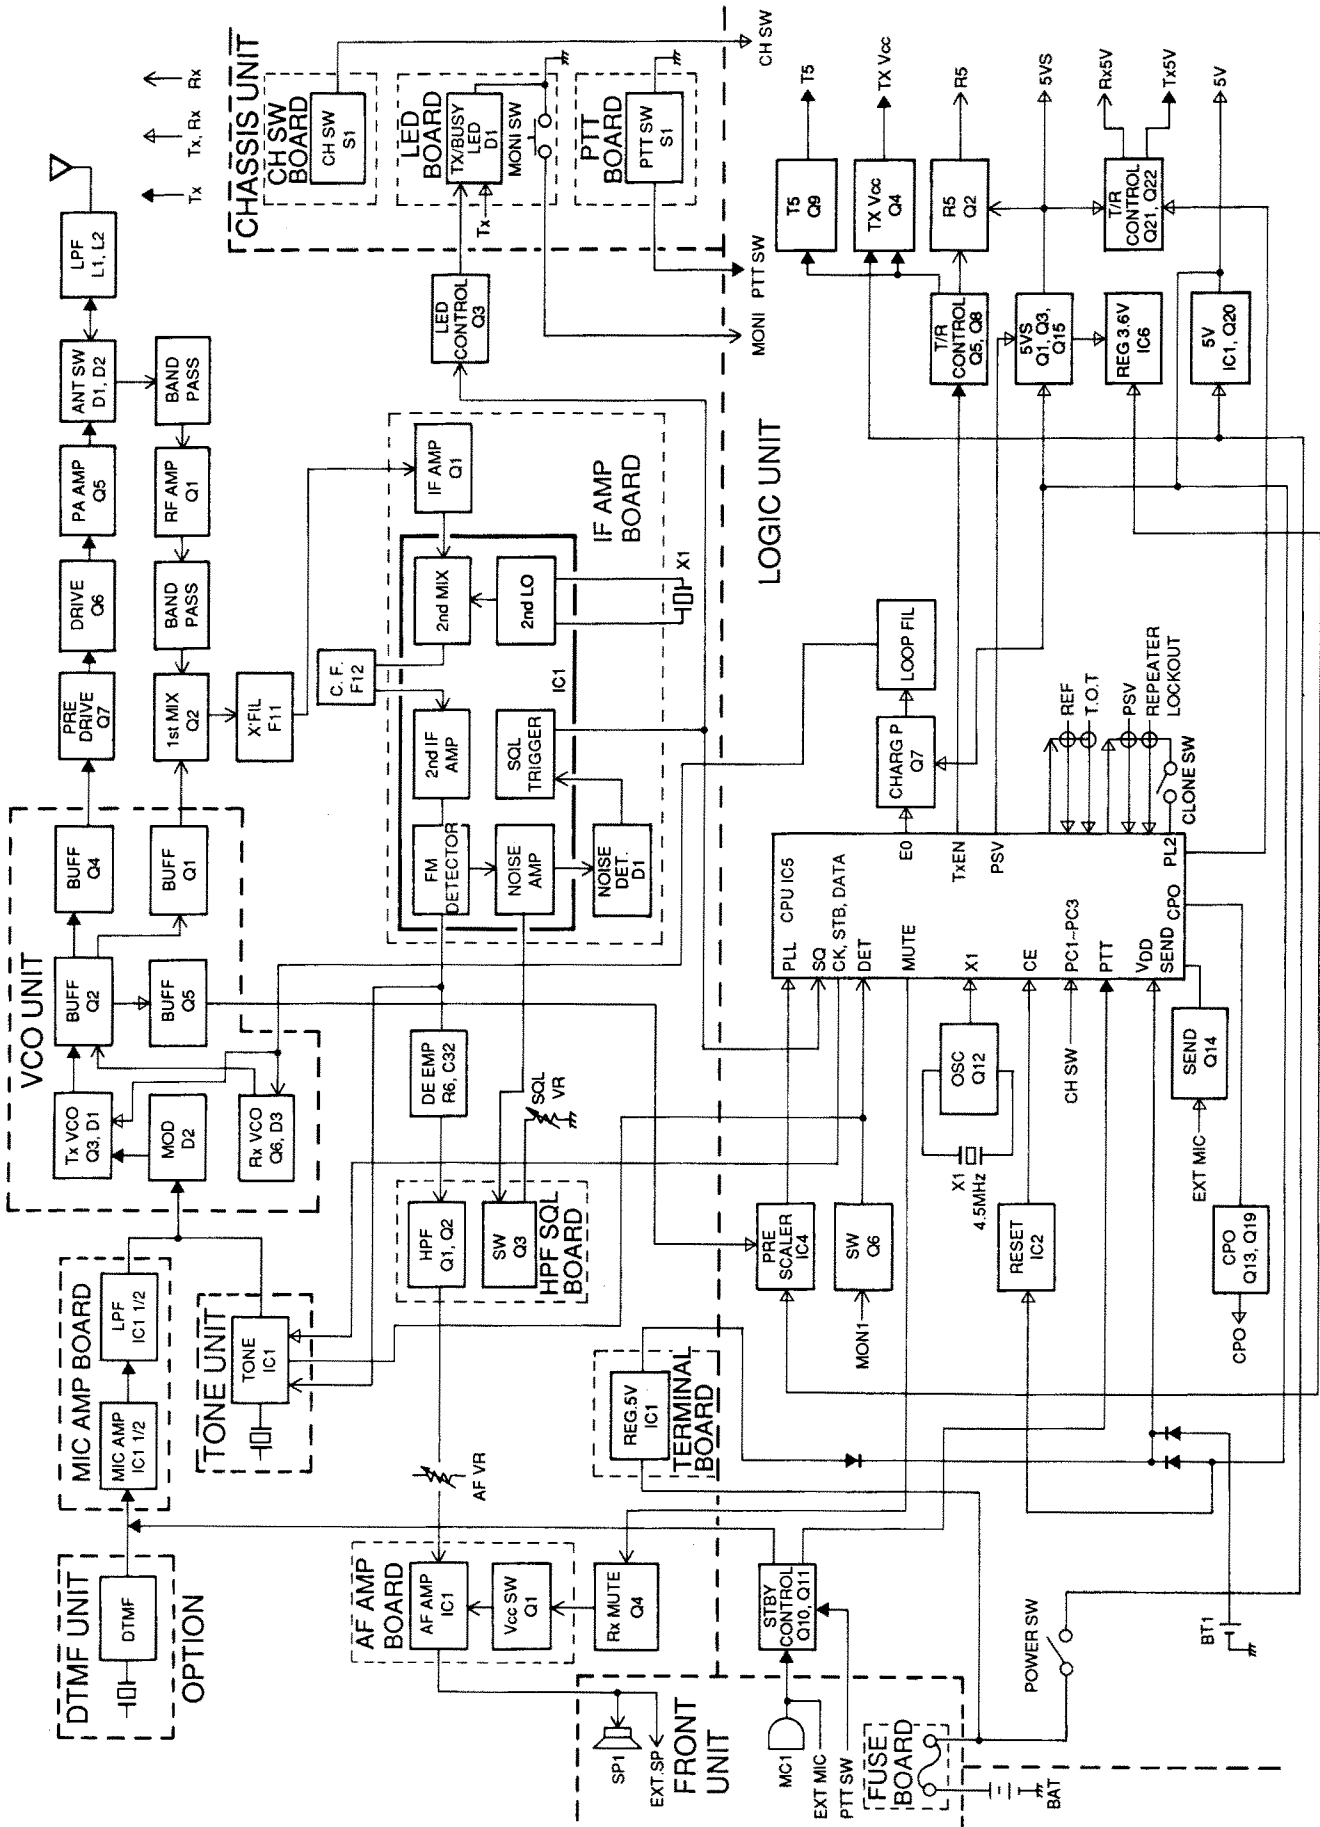 DTMF UNIT
DTMF
OPTION
MIC AMP BOARD
MIC AMP
IC1 1/2
LPF
IC1 1/2
TONE UNIT
TONE
IC1
VCO UNIT
Tx VCO
Q3, D1
MOD
D2
Rx VCO
Q6, D3
BUFF
Q2
BUFF
Q5
BUFF
Q4
BUFF
Q1
PRE
DRIVE
Q7
DRIVE
Q6
PA AMP
Q5
ANT SW
D1, D2
LPF
L1, L2
1st MIX
Q2
BAND
PASS
RF AMP
Q1
BAND
PASS
X'FIL
F11
Tx
Tx, Rx
Rx
CHASSIS UNIT
CH SW
BOARD
CH SW
S1
LED
BOARD
TX/BUSY
LED
D1
Tx
MONI SW
PTT
BOARD
PTT SW
S1
CH SW
LED
CONTROL
Q3
MONI
PTT SW
IF AMP
BOARD
IF AMP
Q1
2nd MIX
2nd LO
X1
C. F.
F12
IC1
2nd IF
AMP
SQL
TRIGGER
FM
DETECTOR
NOISE
AMP
NOISE
DET.
D1
DE EMP
R6, C32
SQL
VR
HPF SQL
BOARD
HPF
Q1, Q2
SW
Q3
AF VR
AF AMP
BOARD
AF AMP
IC1
Vcc SW
Q1
Rx MUTE
Q4
TERMINAL
BOARD
REG.5V
IC1
FRONT
UNIT
SP1
EXT.SP
MC1
EXT MIC
PTT SW
FUSE
BOARD
BAT
STBY
CONTROL
Q10, Q11
POWER SW
BT1
LOGIC UNIT
PRE
SCALER
IC4
SW
Q6
MON1
OSC
Q12
X1
4.5MHz
RESET
IC2
CH SW
EXT MIC
SEND
Q14
CPO
Q13, Q19
CPO
CPU IC5
PLL
SQ
CK, STB, DATA
DET
MUTE
X1
CE
PC1~PC3
PTT
VDD
SEND
CPO
PL2
E0
TxEN
PSV
CHARG P
Q7
LOOP FIL
REF
T.O.T
PSV
REPEATER
LOCKOUT
CLONE SW
T/R
CONTROL
Q5, Q8
5VS
Q1, Q3,
Q15
REG 3.6V
IC6
5V
IC1, Q20
T5
Q9
TX Vcc
Q4
R5
Q2
T/R
CONTROL
Q21, Q22
T5
TX Vcc
R5
5VS
Rx5V
Tx5V
5V